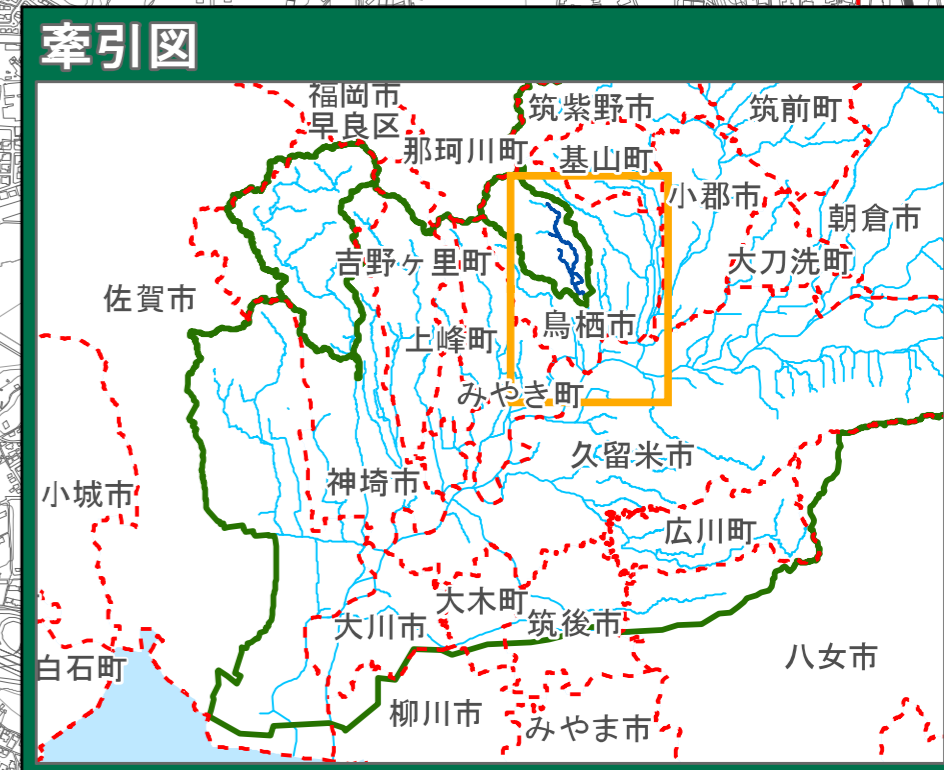 牽引図
福岡市
早良区
筑紫野市
筑前町
那珂川町
基山町
小郡市
朝倉市
吉野ヶ里町
大刀洗町
佐賀市
鳥栖市
上峰町
みやき町
久留米市
神埼市
小城市
広川町
大木町
大川市
筑後市
白石町
八女市
柳川市
みやま市